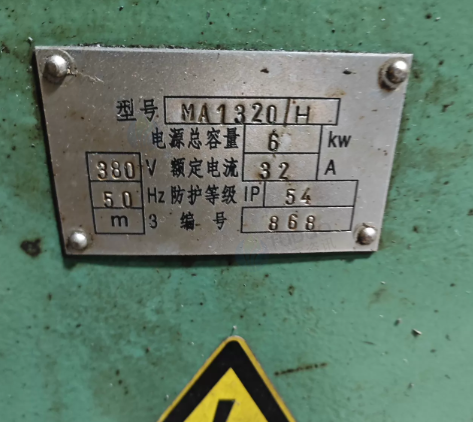 型号 MA1320/H
电源总容量 6 kw
380 V 额定电流 32 A
50 Hz 防护等级 IP 54
m 3 编号 868